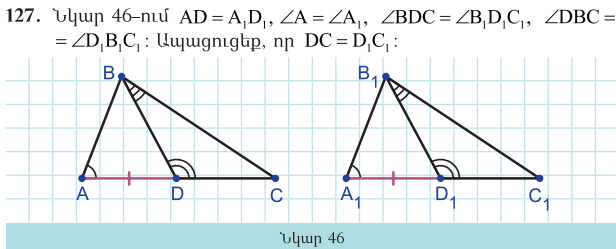 127. Նկար 46-ում AD = A₁D₁, ∠A = ∠A₁, ∠BDC = ∠B₁D₁C₁, ∠DBC =
= ∠D₁B₁C₁: Ապացուցեք, որ DC = D₁C₁:
B B₁
A D C A₁ D₁ C₁
Նկար 46